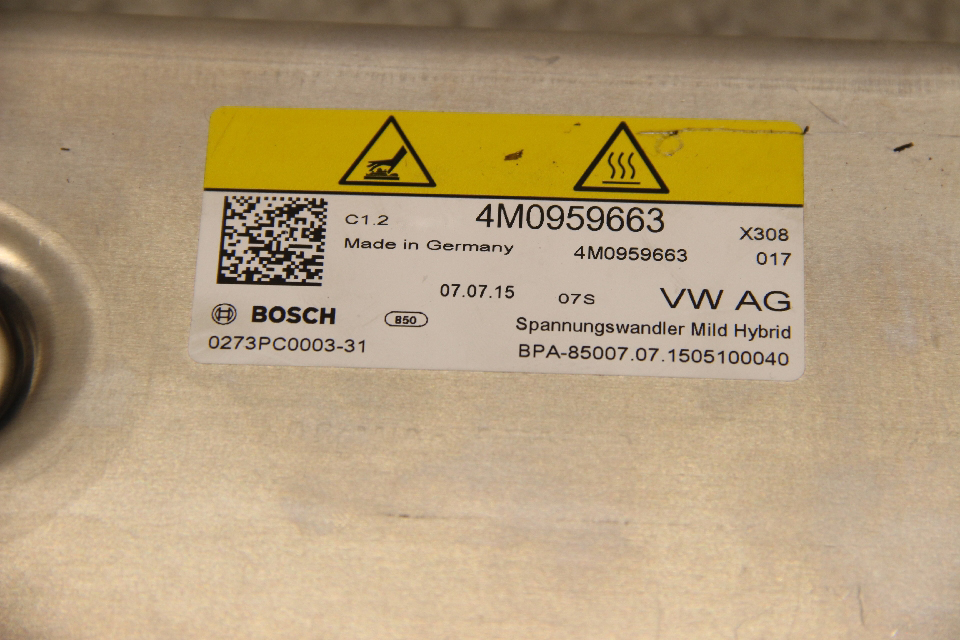 C1.2
4M0959663
X308
Made in Germany
4M0959663
017
07.07.15
07S
VW AG
BOSCH
850
Spannungswandler Mild Hybrid
0273PC0003-31
BPA-85007.07.1505100040